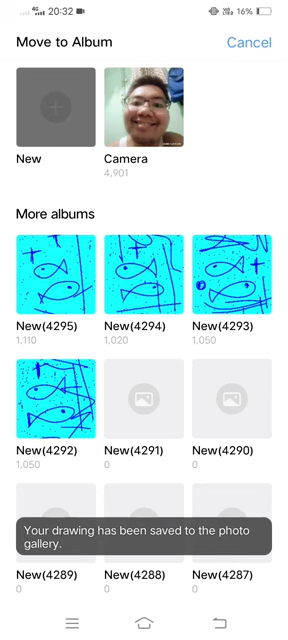 4G 20:32 16%
Move to Album Cancel
New Camera
4,901
More albums
New(4295) New(4294) New(4293)
1,110 1,020 1,050
New(4292) New(4291) New(4290)
1,050 0 0
Your drawing has been saved to the photo
gallery.
New(4289) New(4288) New(4287)
0 0 0